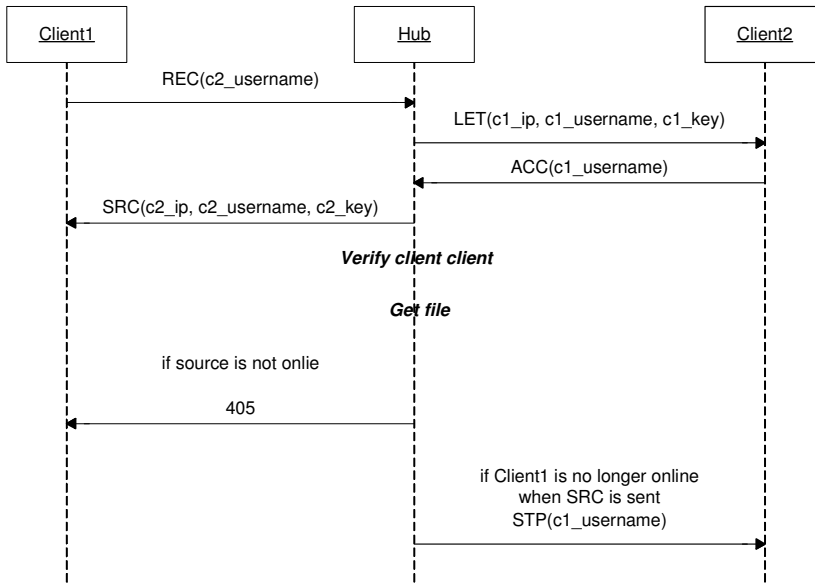 Client1
Hub
Client2
REC(c2_username)
LET(c1_ip, c1_username, c1_key)
ACC(c1_username)
SRC(c2_ip, c2_username, c2_key)
Verify client client
Get file
if source is not onlie
405
if Client1 is no longer online
when SRC is sent
STP(c1_username)